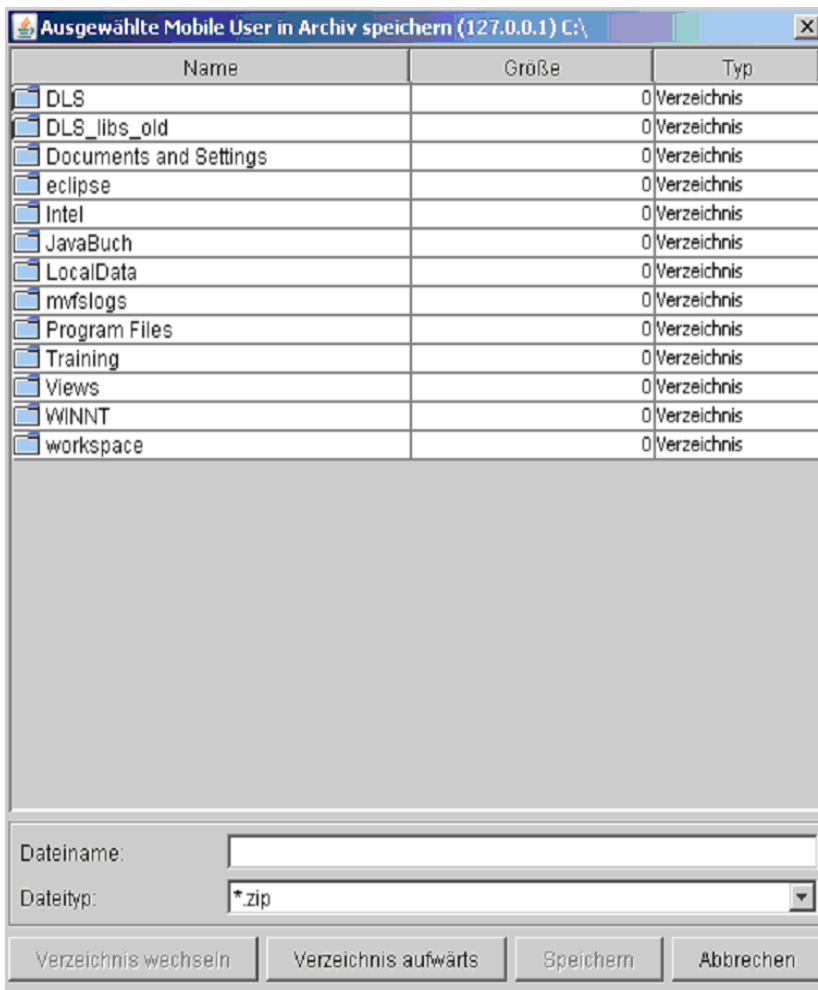 Ausgewählte Mobile User in Archiv speichern (127.0.0.1) C:\
Name Größe Typ
DLS 0 Verzeichnis
DLS_libs_old 0 Verzeichnis
Documents and Settings 0 Verzeichnis
eclipse 0 Verzeichnis
Intel 0 Verzeichnis
JavaBuch 0 Verzeichnis
LocalData 0 Verzeichnis
mvfslogs 0 Verzeichnis
Program Files 0 Verzeichnis
Training 0 Verzeichnis
Views 0 Verzeichnis
WINNT 0 Verzeichnis
workspace 0 Verzeichnis
Dateiname:
Dateityp: *.zip
Verzeichnis wechseln Verzeichnis aufwärts Speichern Abbrechen